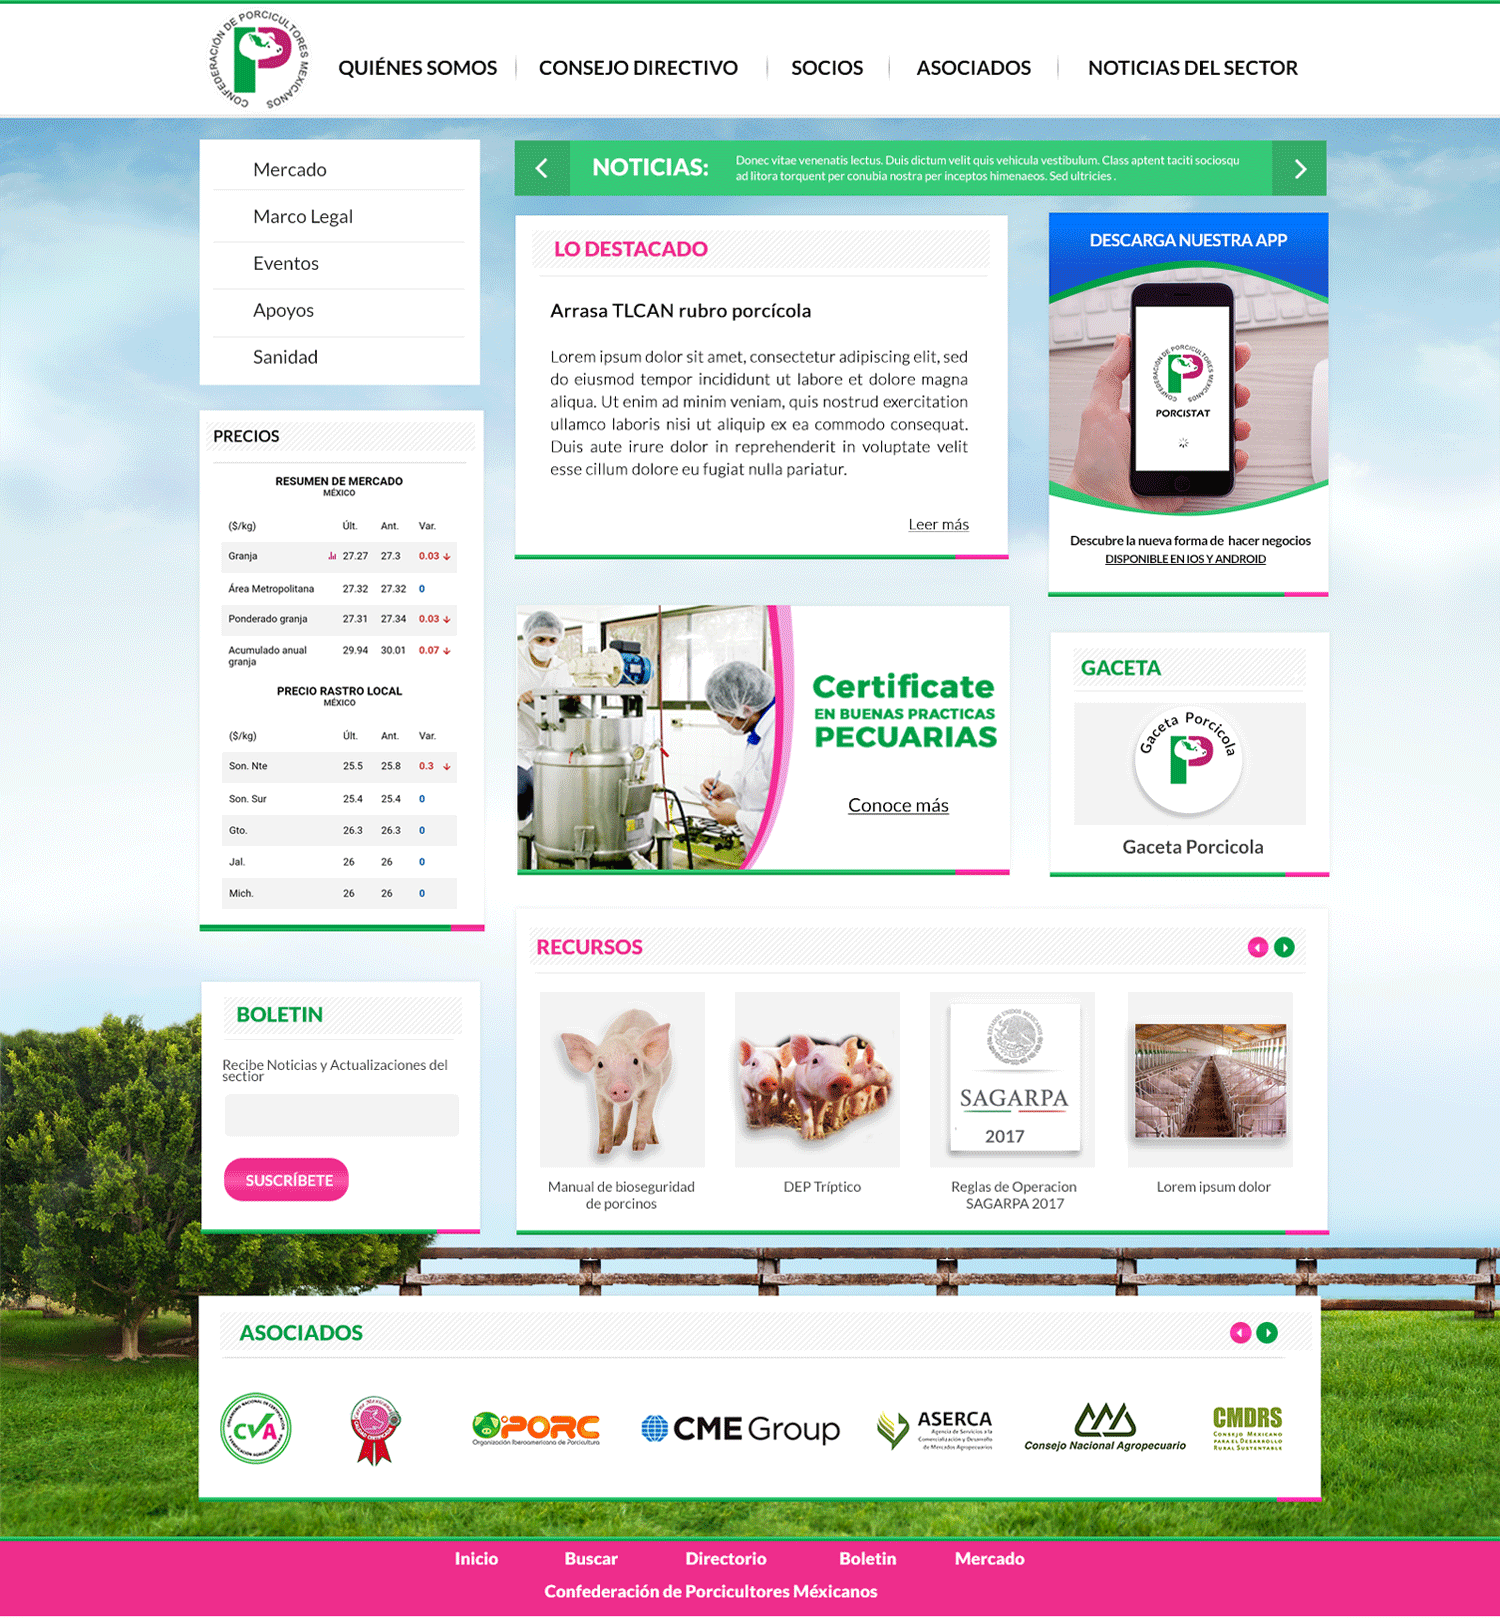 CONFEDERACIÓN DE PORCICULTORES MEXICANOS
QUIÉNES SOMOS
CONSEJO DIRECTIVO
SOCIOS
ASOCIADOS
NOTICIAS DEL SECTOR
Mercado
Marco Legal
Eventos
Apoyos
Sanidad
NOTICIAS:
Donec vitae venenatis lectus. Duis dictum velit quis vehicula vestibulum. Class aptent taciti sociosqu
ad litora torquent per conubia nostra per inceptos himenaeos. Sed ultricies .
LO DESTACADO
Arrasa TLCAN rubro porcícola
Lorem ipsum dolor sit amet, consectetur adipiscing elit, sed
do eiusmod tempor incididunt ut labore et dolore magna
aliqua. Ut enim ad minim veniam, quis nostrud exercitation
ullamco laboris nisi ut aliquip ex ea commodo consequat.
Duis aute irure dolor in reprehenderit in voluptate velit
esse cillum dolore eu fugiat nulla pariatur.
Leer más
DESCARGA NUESTRA APP
CONFEDERACIÓN DE PORCICULTORES MEXICANOS
PORCISTAT
Descubre la nueva forma de hacer negocios
DISPONIBLE EN IOS Y ANDROID
PRECIOS
RESUMEN DE MERCADO
MÉXICO
($/kg) Últ. Ant. Var.
Granja 27.27 27.3 0.03
Área Metropolitana 27.32 27.32 0
Ponderado granja 27.31 27.34 0.03
Acumulado anual 29.94 30.01 0.07
granja
PRECIO RASTRO LOCAL
MÉXICO
($/kg) Últ. Ant. Var.
Son. Nte 25.5 25.8 0.3
Son. Sur 25.4 25.4 0
Gto. 26.3 26.3 0
Jal. 26 26 0
Mich. 26 26 0
Certificate
EN BUENAS PRACTICAS
PECUARIAS
Conoce más
GACETA
Gaceta Porcicola
Gaceta Porcicola
BOLETIN
Recibe Noticias y Actualizaciones del
sectior
SUSCRÍBETE
RECURSOS
ESTADOS UNIDOS MEXICANOS
SAGARPA
2017
Manual de bioseguridad
de porcinos
DEP Tríptico
Reglas de Operacion
SAGARPA 2017
Lorem ipsum dolor
ASOCIADOS
CVA
OPORC
Organización Iberoamericana de Porcicultura
CME Group
ASERCA
Agencia de Servicios a la
Comercialización y Desarrollo
de Mercados Agropecuarios
Consejo Nacional Agropecuario
CMDRS
CONSEJO MEXICANO
PARA EL DESARROLLO
RURAL SUSTENTABLE
Inicio
Buscar
Directorio
Boletin
Mercado
Confederación de Porcicultores Méxicanos